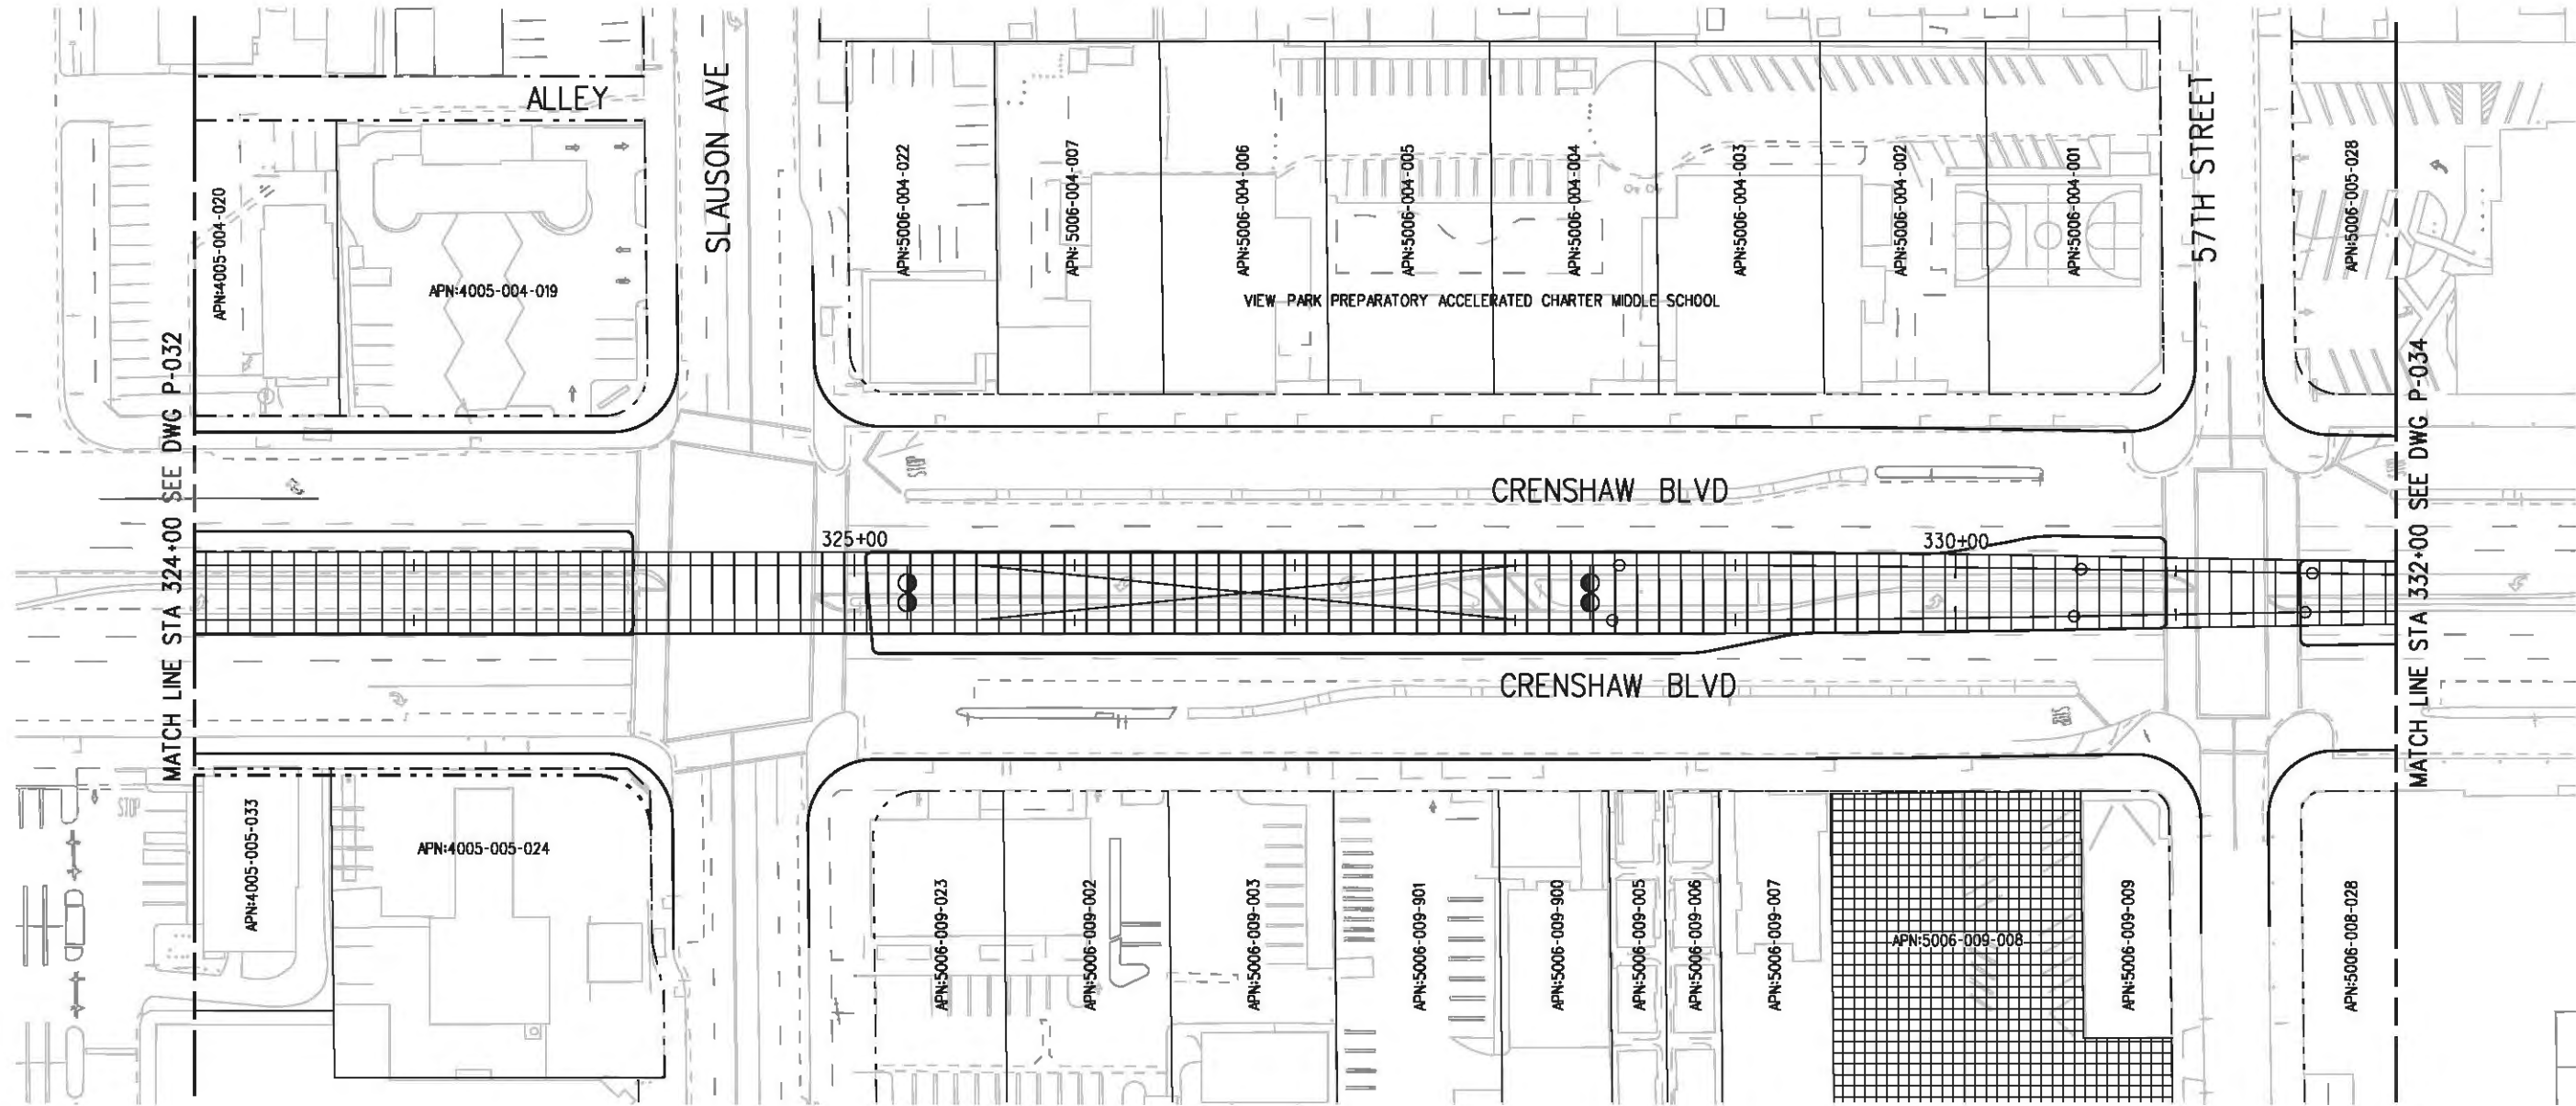 ALLEY
SLAUSON AVE
57TH STREET
APN:4005-004-020
APN:4005-004-019
APN:5006-004-022
APN:5006-004-007
APN:5006-004-006
APN:5006-004-005
APN:5006-004-004
APN:5006-004-003
APN:5006-004-002
APN:5006-004-001
APN:5006-005-028
VIEW PARK PREPARATORY ACCELERATED CHARTER MIDDLE SCHOOL
MATCH LINE STA 324+00 SEE DWG P-032
MATCH LINE STA 332+00 SEE DWG P-034
STOP
CRENSHAW BLVD
325+00
330+00
CRENSHAW BLVD
STOP
APN:4005-005-033
APN:4005-005-024
APN:5006-009-023
APN:5006-009-002
APN:5006-009-003
APN:5006-009-901
APN:5006-009-900
APN:5006-009-005
APN:5006-009-006
APN:5006-009-007
APN:5006-009-008
APN:5006-009-009
APN:5006-008-028